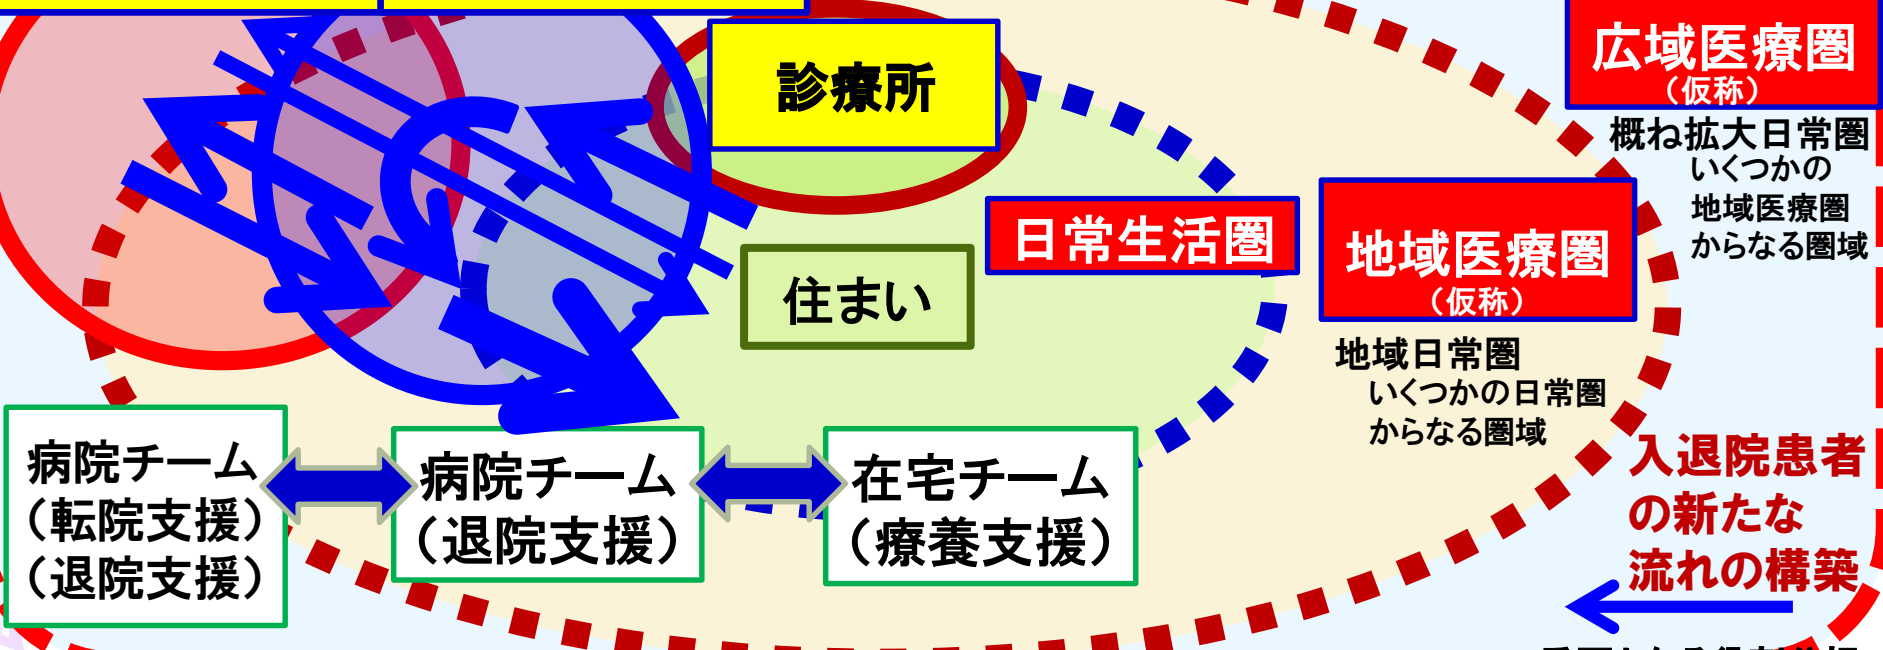 診療所
広域医療圏
（仮称）
概ね拡大日常圏
いくつかの
地域医療圏
からなる圏域
日常生活圏
地域医療圏
（仮称）
住まい
地域日常圏
いくつかの日常圏
からなる圏域
病院チーム
（転院支援）
（退院支援）
病院チーム
（退院支援）
在宅チーム
（療養支援）
入退院患者
の新たな
流れの構築